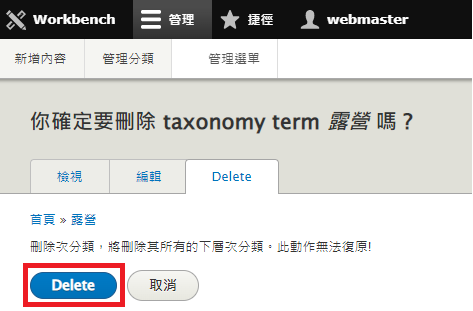 Workbench 管理 捷徑 webmaster
新增內容 管理分類 管理選單
你確定要刪除 taxonomy term 露營 嗎？
檢視 編輯 Delete
首頁 » 露營
刪除次分類，將刪除其所有的下層次分類。此動作無法復原!
Delete 取消